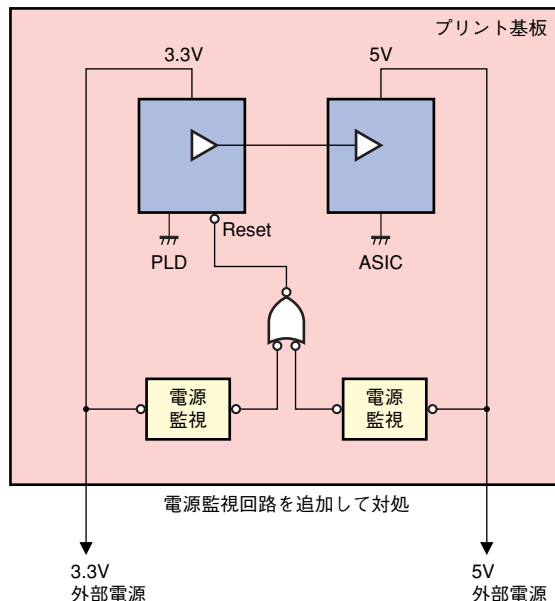 プリント基板
3.3V
5V
Reset
PLD
ASIC
電源
監視
電源
監視
電源監視回路を追加して対処
3.3V
外部電源
5V
外部電源